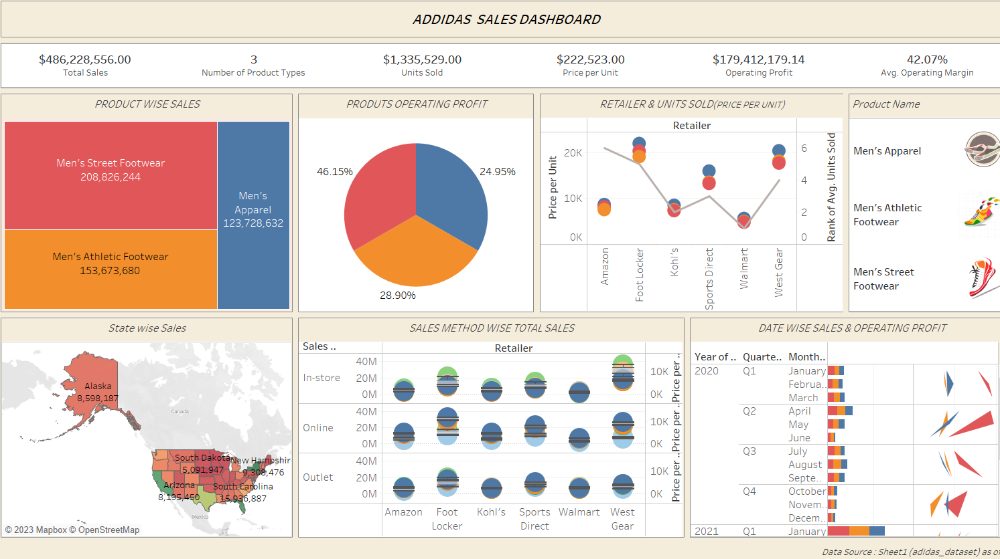 ADDIDAS SALES DASHBOARD
$486,228,556.00
Total Sales
3
Number of Product Types
$1,335,529.00
Units Sold
$222,523.00
Price per Unit
$179,412,179.14
Operating Profit
42.07%
Avg. Operating Margin
PRODUCT WISE SALES
Men's Street Footwear
208,826,244
Men's Athletic Footwear
153,673,680
Men's
Apparel
123,728,632
PRODUTS OPERATING PROFIT
46.15%
24.95%
28.90%
RETAILER & UNITS SOLD(PRICE PER UNIT)
Retailer
Price per Unit
20K
10K
0K
6
4
2
0
Rank of Avg. Units Sold
Amazon
Foot Locker
Kohl's
Sports Direct
Walmart
West Gear
Product Name
Men's Apparel
Men's Athletic
Footwear
Men's Street
Footwear
State wise Sales
Alaska
8,598,187
Canada
South Dakota
5,091,947
New Hampshir
9,308,476
Arizona
8,195,450
South Carolina
15,936,887
Mexico
© 2023 Mapbox © OpenStreetMap
SALES METHOD WISE TOTAL SALES
Sales ..
Retailer
In-store
40M
20M
0M
10K
0K
Price per ..
Online
40M
20M
0M
10K
0K
Price per ..
Outlet
40M
20M
0M
10K
0K
Price per ..
Amazon
Foot
Locker
Kohl's
Sports
Direct
Walmart
West
Gear
DATE WISE SALES & OPERATING PROFIT
Year of .. Quarte.. Month..
2020 Q1 January
Februa..
March
Q2 April
May
June
Q3 July
August
Septe..
Q4 October
Novem..
Decem..
2021 Q1 January
Data Source : Sheet1 (adidas_dataset) as of